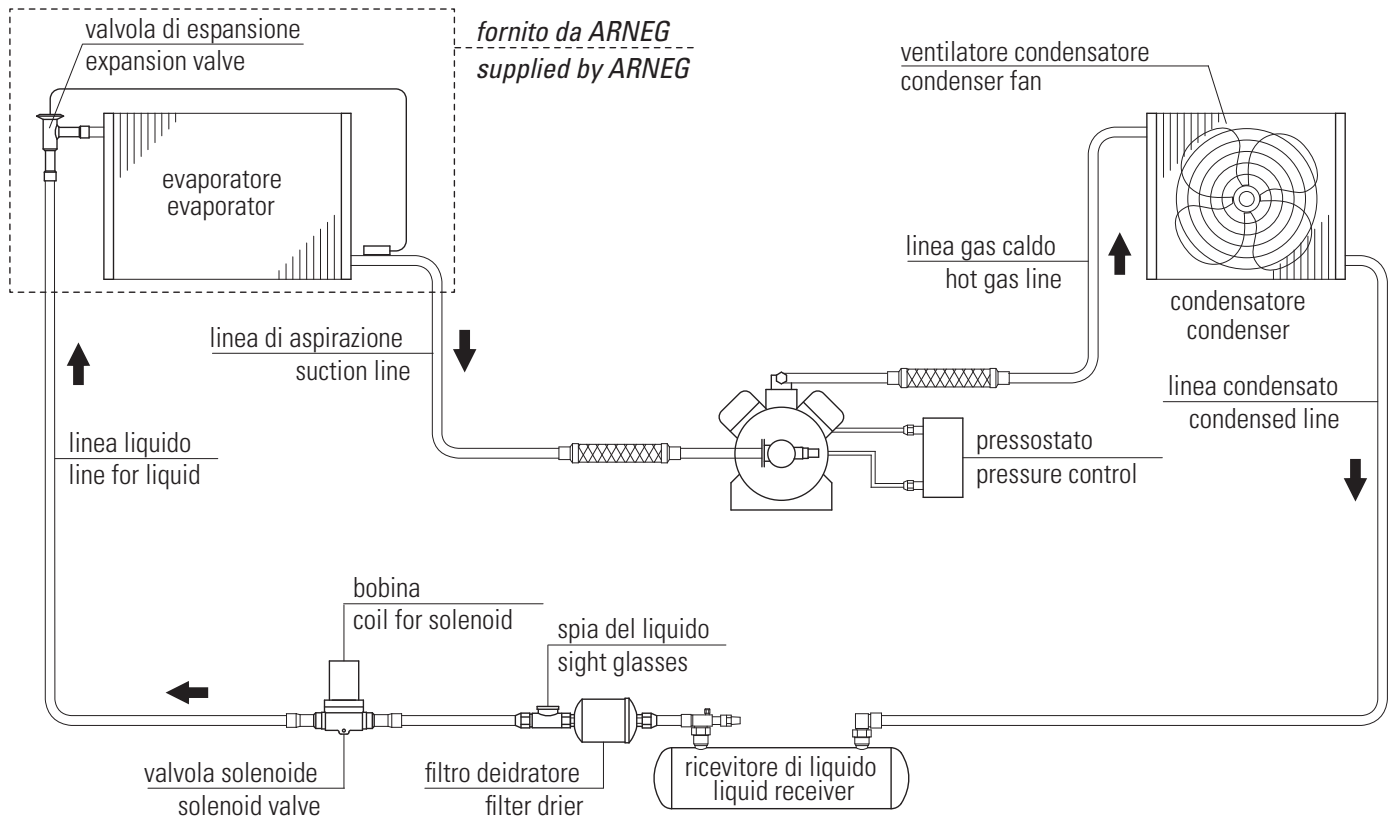 valvola di espansione
expansion valve
fornito da ARNEG
supplied by ARNEG
ventilatore condensatore
condenser fan
evaporatore
evaporator
linea gas caldo
hot gas line
condensatore
condenser
linea di aspirazione
suction line
linea condensato
condensed line
linea liquido
line for liquid
pressostato
pressure control
bobina
coil for solenoid
spia del liquido
sight glasses
valvola solenoide
solenoid valve
filtro deidratore
filter drier
ricevitore di liquido
liquid receiver